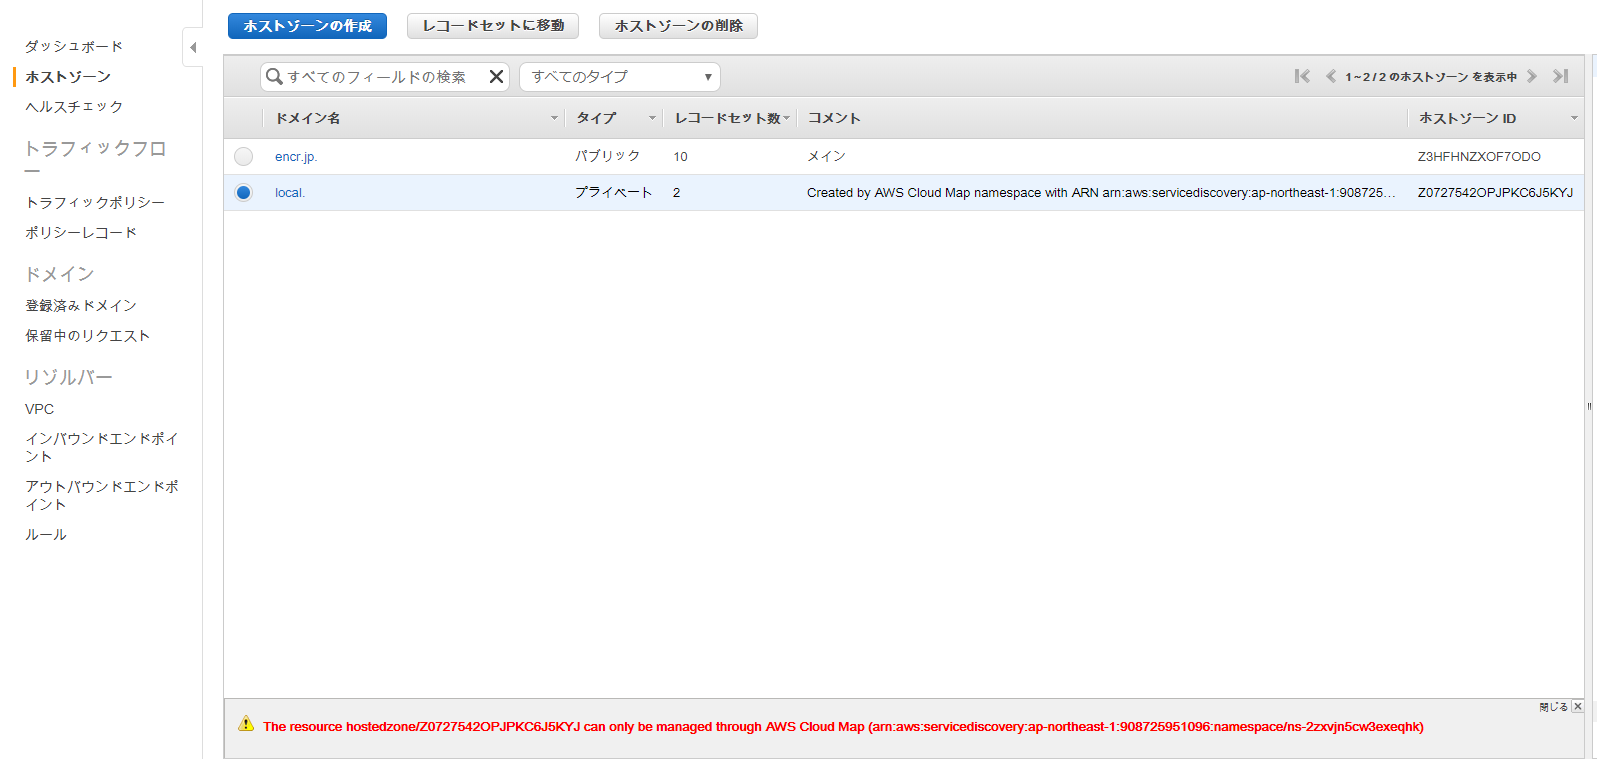 ホストゾーンの作成 レコードセットに移動 ホストゾーンの削除
ダッシュボード
ホストゾーン
ヘルスチェック
トラフィックフロ
ー
トラフィックポリシー
ポリシーレコード
ドメイン
登録済みドメイン
保留中のリクエスト
リゾルバー
VPC
インバウンドエンドポイ
ント
アウトバウンドエンドポ
イント
ルール
すべてのフィールドの検索 すべてのタイプ 1～2 / 2 のホストゾーン を表示中
ドメイン名 タイプ レコードセット数 コメント ホストゾーン ID
encr.jp. パブリック 10 メイン Z3HFHNZXOF7ODO
local. プライベート 2 Created by AWS Cloud Map namespace with ARN arn:aws:servicediscovery:ap-northeast-1:908725... Z0727542OPJPKC6J5KYJ
閉じる
The resource hostedzone/Z0727542OPJPKC6J5KYJ can only be managed through AWS Cloud Map (arn:aws:servicediscovery:ap-northeast-1:908725951096:namespace/ns-2zxvjn5cw3exeqhk)